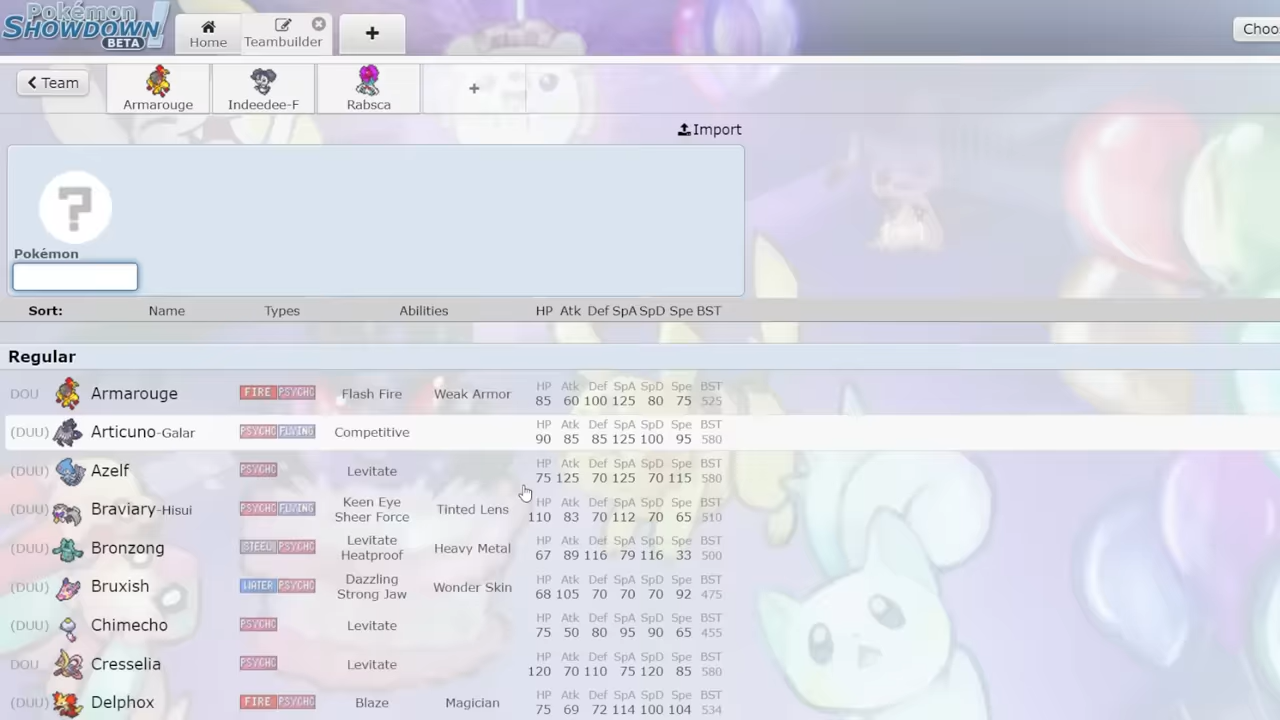 Pokémon
SHOWDOWN!
BETA
Home
Teambuilder
+
Choo
Team
Armarouge
Indeedee-F
Rabsca
+
Import
?
Pokémon
Sort: Name Types Abilities HP Atk Def SpA SpD Spe BST
Regular
DOU Armarouge FIRE PSYCHC Flash Fire Weak Armor HP 85 Atk 60 Def 100 SpA 125 SpD 80 Spe 75 BST 525
(DUU) Articuno-Galar PSYCHC FLYING Competitive HP 90 Atk 85 Def 85 SpA 125 SpD 100 Spe 95 BST 580
(DUU) Azelf PSYCHC Levitate HP 75 Atk 125 Def 70 SpA 125 SpD 70 Spe 115 BST 580
(DUU) Braviary-Hisui PSYCHC FLYING Keen Eye Sheer Force Tinted Lens HP 110 Atk 83 Def 70 SpA 112 SpD 70 Spe 65 BST 510
(DUU) Bronzong STEEL PSYCHC Levitate Heatproof Heavy Metal HP 67 Atk 89 Def 116 SpA 79 SpD 116 Spe 33 BST 500
(DUU) Bruxish WATER PSYCHC Dazzling Strong Jaw Wonder Skin HP 68 Atk 105 Def 70 SpA 70 SpD 70 Spe 92 BST 475
(DUU) Chimecho PSYCHC Levitate HP 75 Atk 50 Def 80 SpA 95 SpD 90 Spe 65 BST 455
DOU Cresselia PSYCHC Levitate HP 120 Atk 70 Def 110 SpA 75 SpD 120 Spe 85 BST 580
(DUU) Delphox FIRE PSYCHC Blaze Magician HP 75 Atk 69 Def 72 SpA 114 SpD 100 Spe 104 BST 534